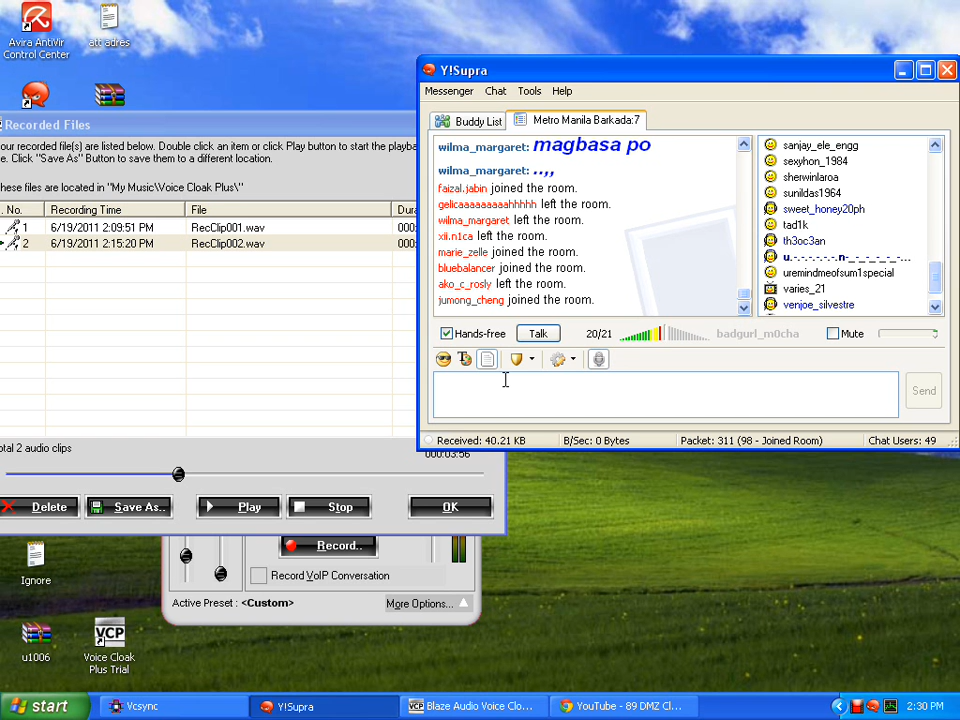 Avira AntiVir
Control Center
att adres
Recorded Files
our recorded file(s) are listed below. Double click an item or click Play button to start the playba
e. Click "Save As" Button to save them to a different location.
hese files are located in "My Music\Voice Cloak Plus\"
No. Recording Time File Dura
1 6/19/2011 2:09:51 PM RecClip001.wav 000:
2 6/19/2011 2:15:20 PM RecClip002.wav 000:
otal 2 audio clips
000:03:56
Delete Save As.. Play Stop OK
Record..
Record VoIP Conversation
Active Preset : <Custom> More Options...
Y!Supra
Messenger Chat Tools Help
Buddy List Metro Manila Barkada:7
wilma_margaret: magbasa po
wilma_margaret: ..,,
faizal.jabin joined the room.
gelicaaaaaaaaahhhhh left the room.
wilma_margaret left the room.
xii.n1ca left the room.
marie_zelle joined the room.
bluebalancer joined the room.
ako_c_rosly left the room.
jumong_cheng joined the room.
sanjay_ele_engg
sexyhon_1984
sherwinlaroa
sunildas1964
sweet_honey20ph
tad1k
th3oc3an
u.-.-.-.-.-.n-_-_-_-_-...
uremindmeofsum1special
varies_21
venjoe_silvestre
Hands-free Talk 20/21 badgurl_m0cha Mute
Send
Received: 40.21 KB B/Sec: 0 Bytes Packet: 311 (98 - Joined Room) Chat Users: 49
Ignore
u1006
VCP
Voice Cloak
Plus Trial
start Vcsync Y!Supra VCP Blaze Audio Voice Clo... YouTube - 89 DMZ Cl... 2:30 PM